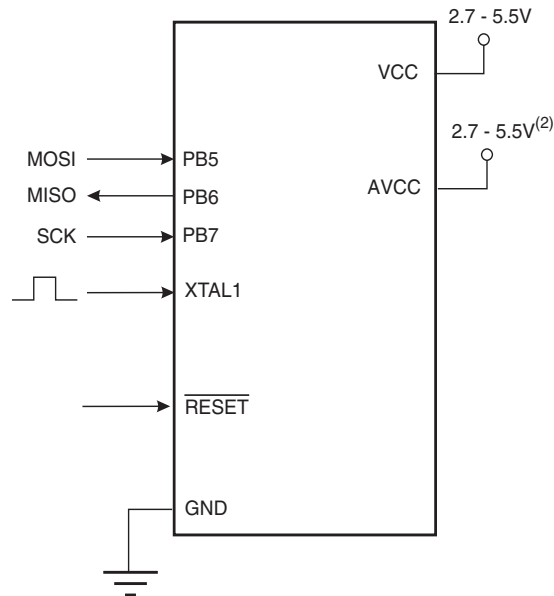 2.7 - 5.5V
VCC
2.7 - 5.5V(2)
MOSI PB5
AVCC
MISO PB6
SCK PB7
XTAL1
RESET
GND